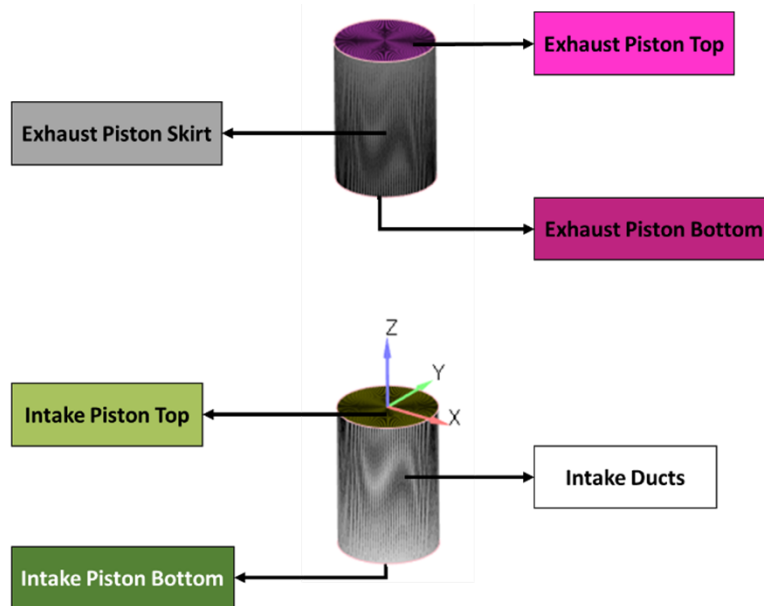 Exhaust Piston Top
Exhaust Piston Skirt
Exhaust Piston Bottom
Z
Y
X
Intake Piston Top
Intake Ducts
Intake Piston Bottom